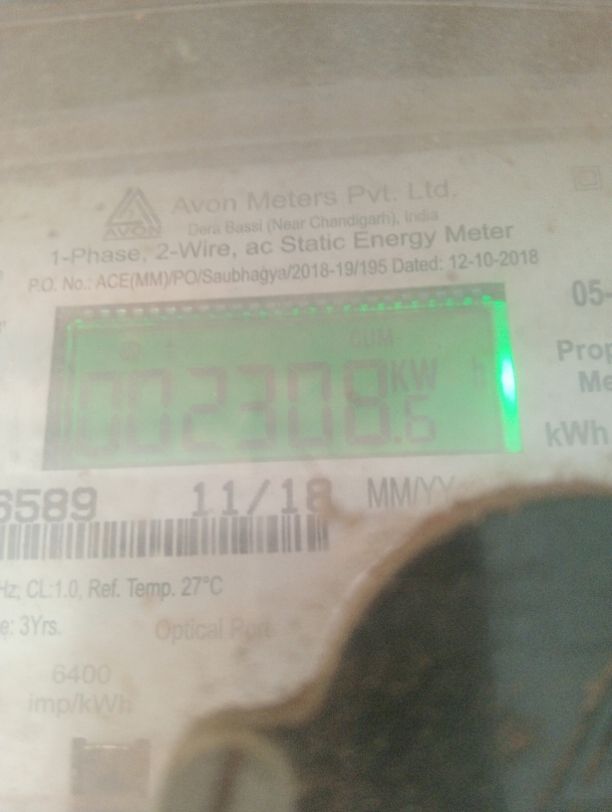 Avon Meters Pvt. Ltd.
AVON
Dera Bassi (Near Chandigarh), India
1-Phase, 2-Wire, ac Static Energy Meter
P.O. No.: ACE(MM)/PO/Saubhagya/2018-19/195 Dated: 12-10-2018
05-
Prop
Me
CUM
002308.6 KW h
kWh
6589 11/18 MM/YY
Hz, CL:1.0, Ref. Temp. 27°C
e: 3Yrs. Optical Port
6400
imp/kWh